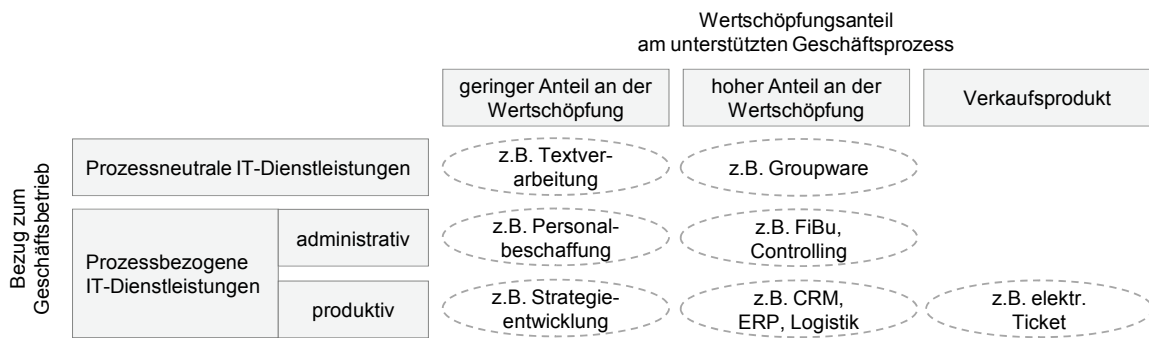 Wertschöpfungsanteil
am unterstützten Geschäftsprozess
geringer Anteil an der
Wertschöpfung
hoher Anteil an der
Wertschöpfung
Verkaufsprodukt
Bezug zum
Geschäftsbetrieb
Prozessneutrale IT-Dienstleistungen
z.B. Textver-
arbeitung
z.B. Groupware
Prozessbezogene
IT-Dienstleistungen
administrativ
z.B. Personal-
beschaffung
z.B. FiBu,
Controlling
produktiv
z.B. Strategie-
entwicklung
z.B. CRM,
ERP, Logistik
z.B. elektr.
Ticket